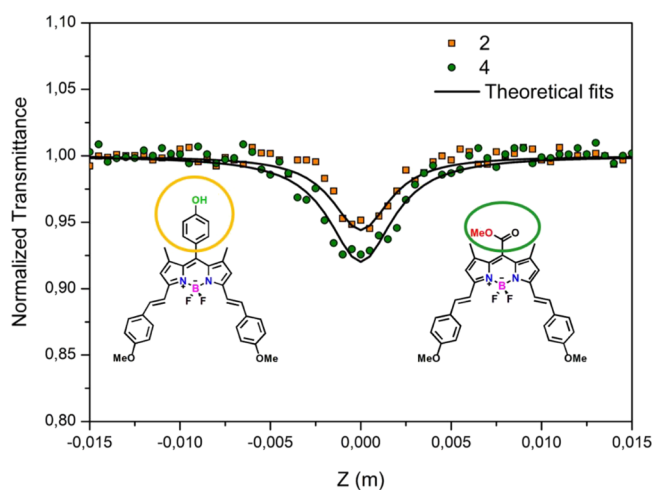 1,10
1,05
1,00
0,95
0,90
0,85
0,80
Normalized Transmittance
2
4
Theoretical fits
OH
N N
B
F F
MeO OMe
MeO O
N N
B
F F
MeO OMe
-0,015 -0,010 -0,005 0,000 0,005 0,010 0,015
Z (m)